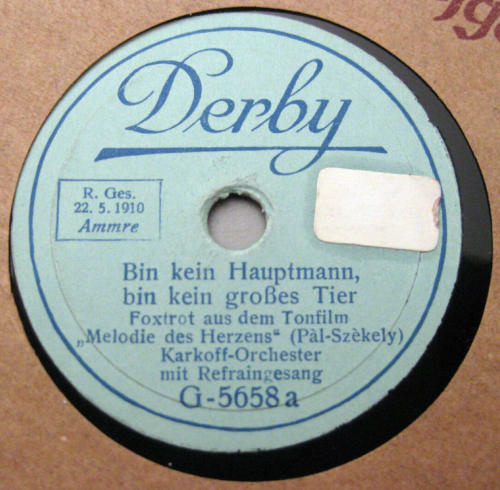 Derby
R. Ges.
22. 5. 1910
Ammre
Bin kein Hauptmann,
bin kein großes Tier
Foxtrot aus dem Tonfilm
„Melodie des Herzens“ (Pàl-Szèkely)
Karkoff-Orchester
mit Refraingesang
G-5658a